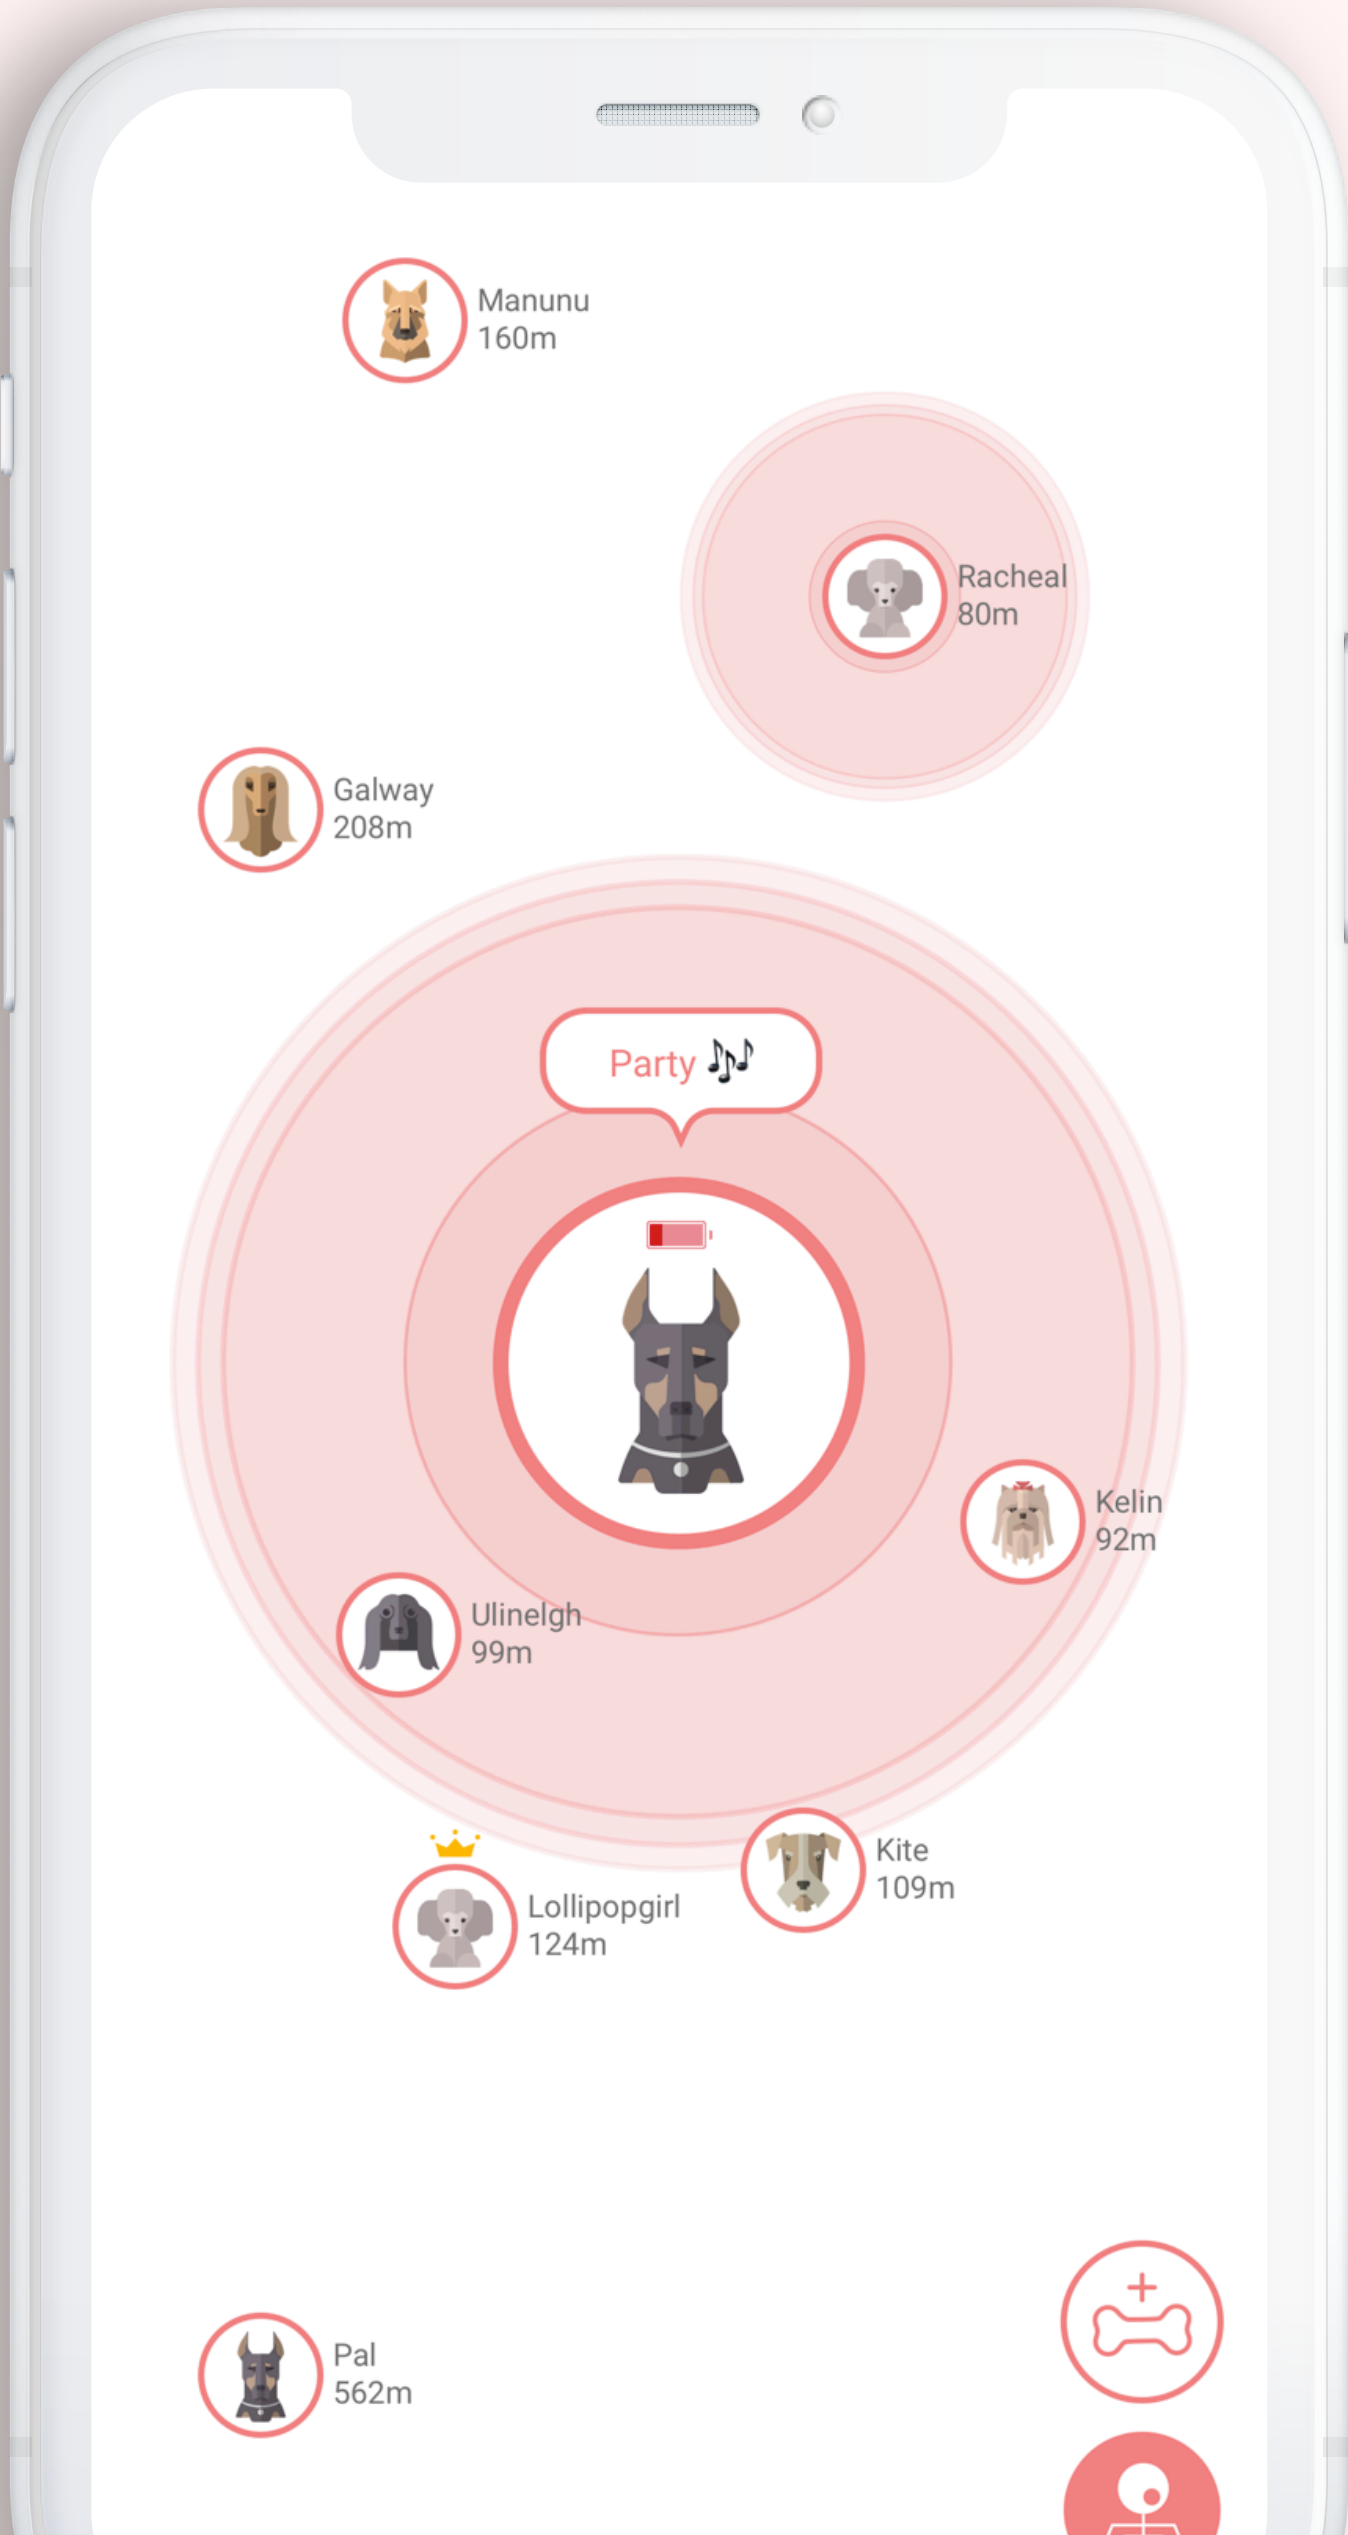 Manunu
160m
Racheal
80m
Galway
208m
Party 🎶
Kelin
92m
Ulinelgh
99m
Kite
109m
Lollipopgirl
124m
Pal
562m